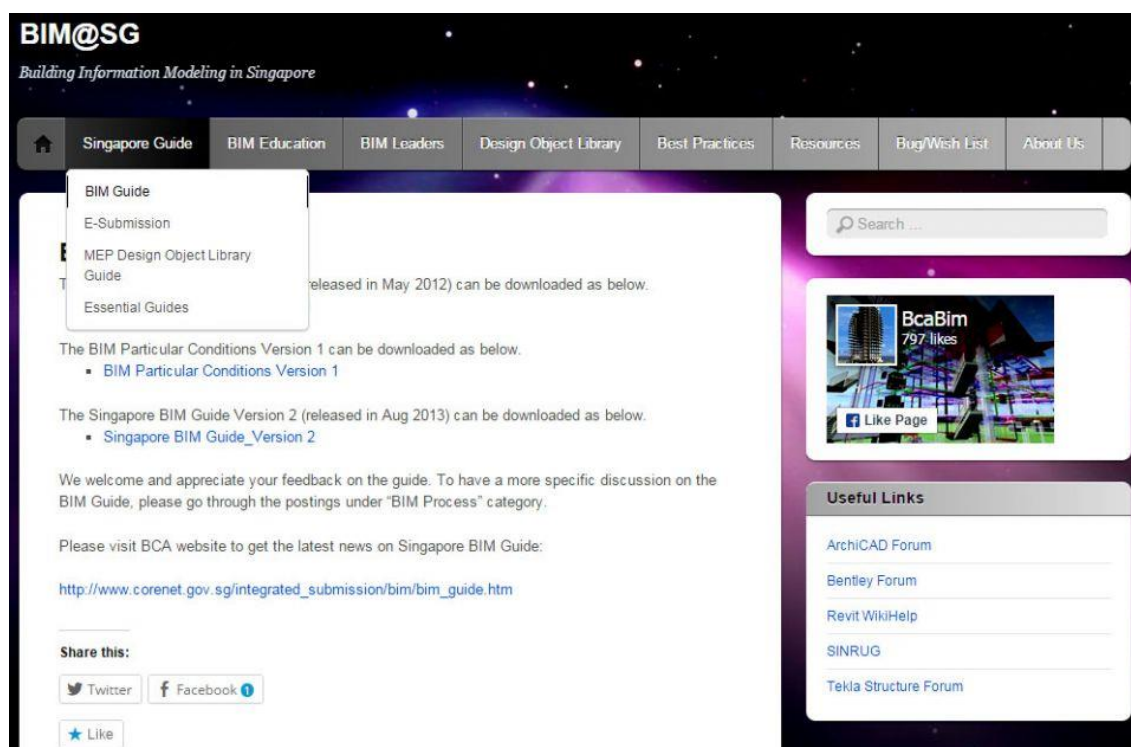 BIM@SG
Building Information Modeling in Singapore
Singapore Guide BIM Education BIM Leaders Design Object Library Best Practices Resources Bug/Wish List About Us
BIM Guide
E-Submission
MEP Design Object Library
Guide
Essential Guides
released in May 2012) can be downloaded as below.
The BIM Particular Conditions Version 1 can be downloaded as below.
BIM Particular Conditions Version 1
The Singapore BIM Guide Version 2 (released in Aug 2013) can be downloaded as below.
Singapore BIM Guide_Version 2
We welcome and appreciate your feedback on the guide. To have a more specific discussion on the
BIM Guide, please go through the postings under “BIM Process” category.
Please visit BCA website to get the latest news on Singapore BIM Guide:
http://www.corenet.gov.sg/integrated_submission/bim/bim_guide.htm
Share this:
Twitter Facebook 1
Like
Search ...
BcaBim
797 likes
Like Page
Useful Links
ArchiCAD Forum
Bentley Forum
Revit WikiHelp
SINRUG
Tekla Structure Forum